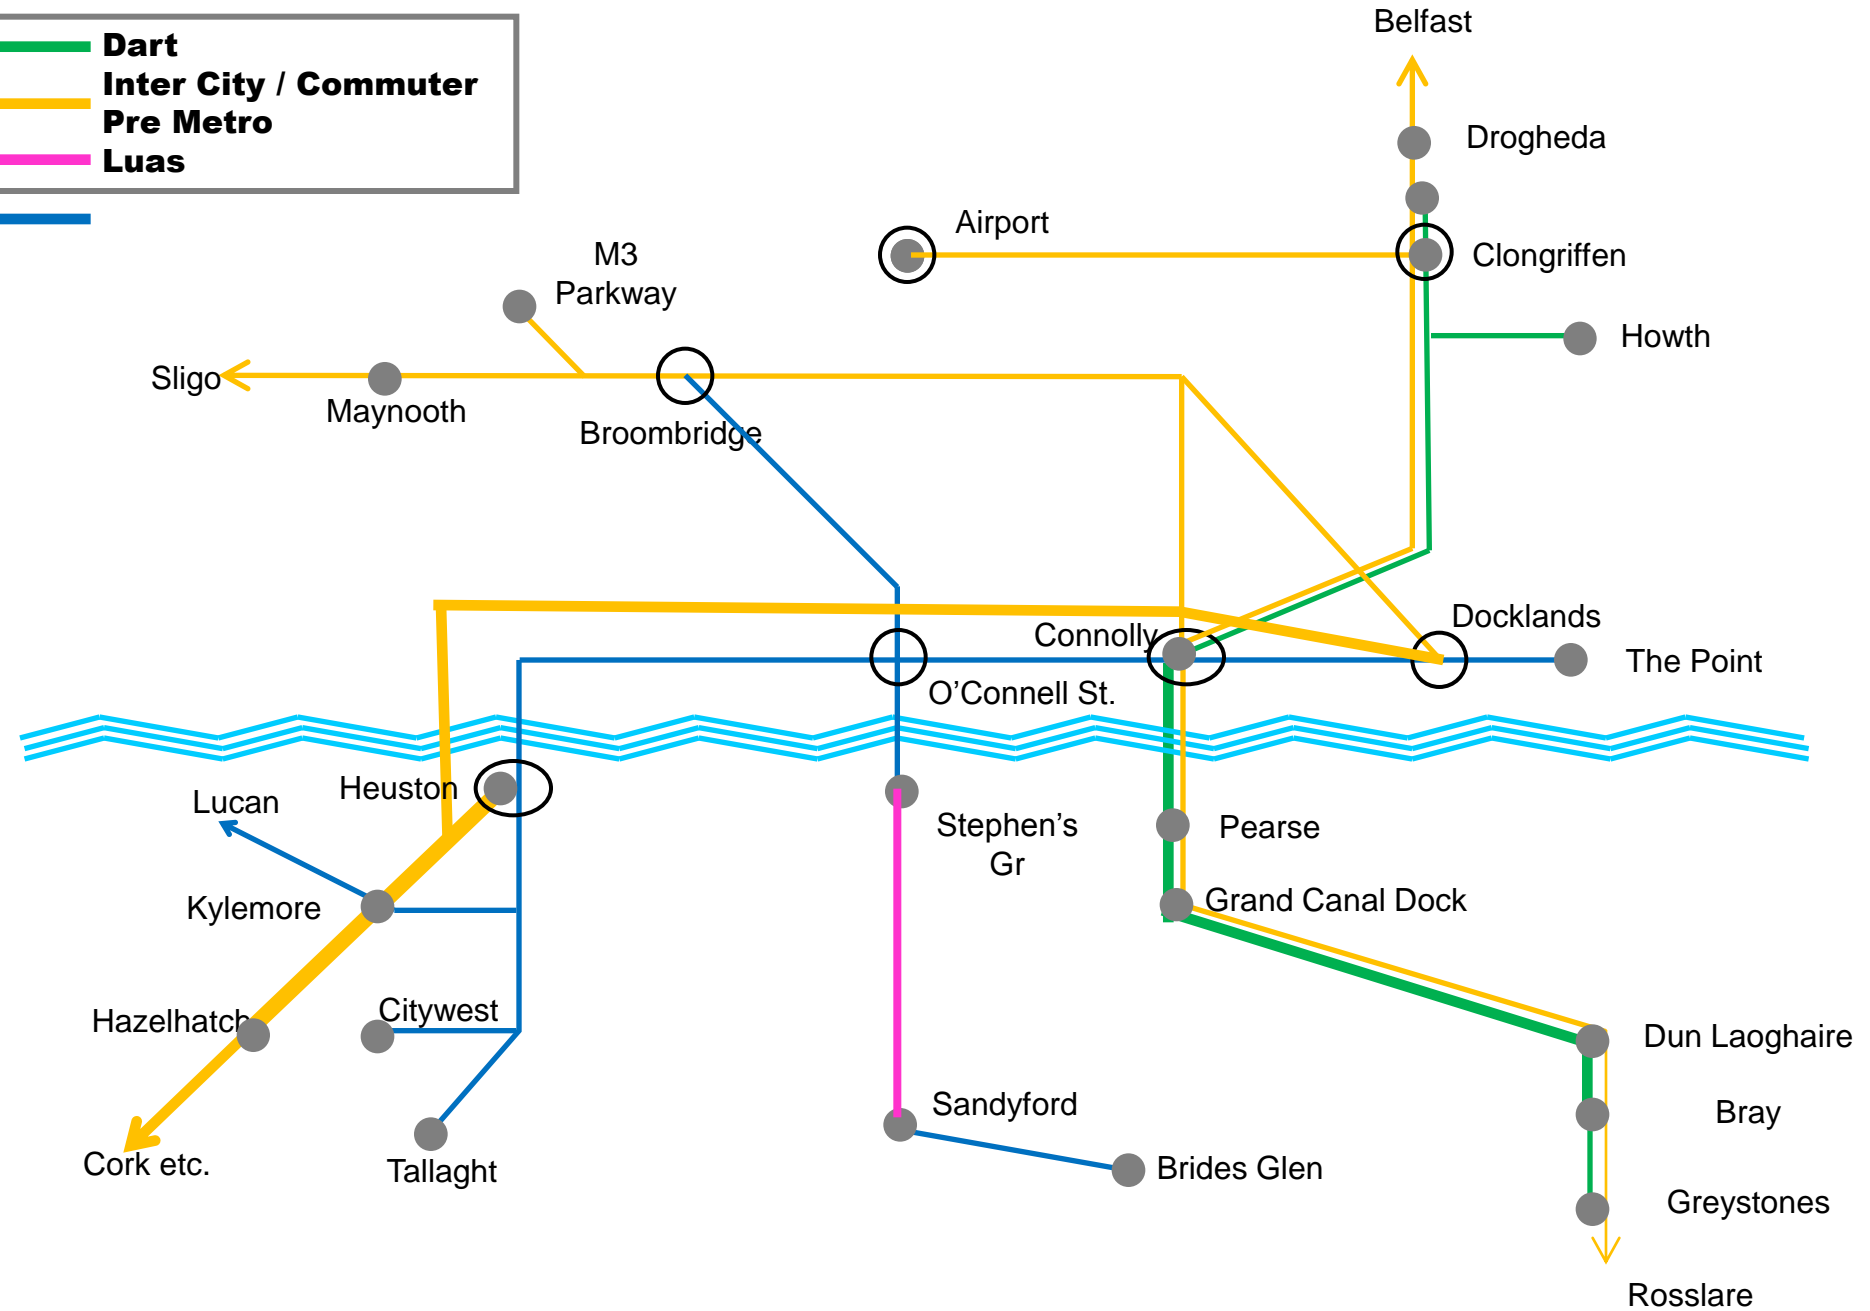 Dart
Inter City / Commuter
Pre Metro
Luas
Belfast
Drogheda
Airport
Clongriffen
M3
Parkway
Howth
Sligo
Maynooth
Broombridge
Docklands
Connolly
The Point
O'Connell St.
Heuston
Lucan
Stephen's
Gr
Pearse
Kylemore
Grand Canal Dock
Hazelhatch
Citywest
Dun Laoghaire
Sandyford
Bray
Cork etc.
Tallaght
Brides Glen
Greystones
Rosslare